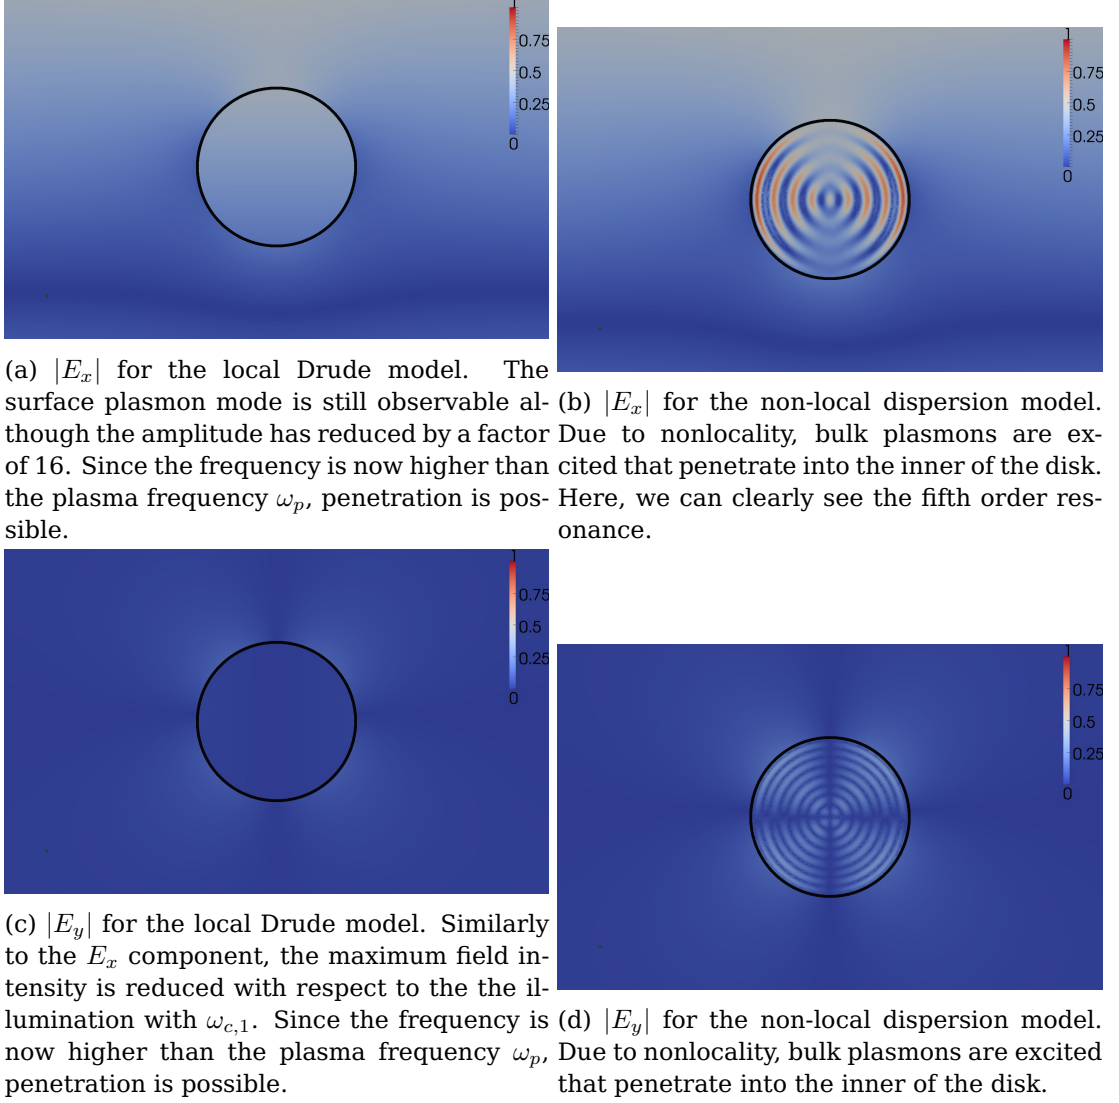 1
0.75
0.5
0.25
0
1
0.75
0.5
0.25
0
(a) |E_x| for the local Drude model. The
surface plasmon mode is still observable al-
though the amplitude has reduced by a factor
of 16. Since the frequency is now higher than
the plasma frequency ω_p, penetration is pos-
sible.
(b) |E_x| for the non-local dispersion model.
Due to nonlocality, bulk plasmons are ex-
cited that penetrate into the inner of the disk.
Here, we can clearly see the fifth order res-
onance.
1
0.75
0.5
0.25
0
1
0.75
0.5
0.25
0
(c) |E_y| for the local Drude model. Similarly
to the E_x component, the maximum field in-
tensity is reduced with respect to the the il-
lumination with ω_{c,1}. Since the frequency is
now higher than the plasma frequency ω_p,
penetration is possible.
(d) |E_y| for the non-local dispersion model.
Due to nonlocality, bulk plasmons are excited
that penetrate into the inner of the disk.